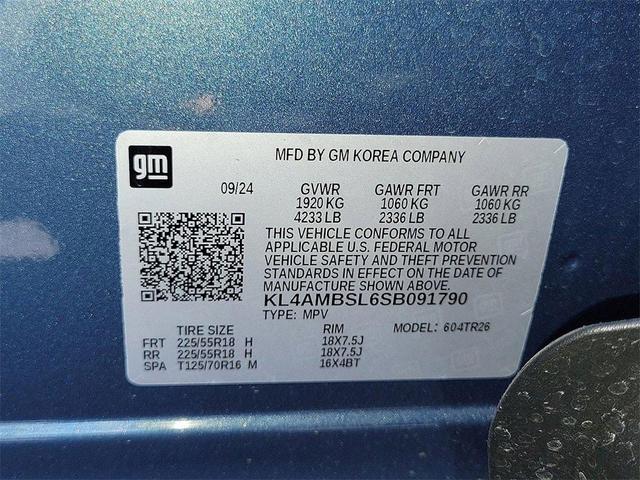 gm
MFD BY GM KOREA COMPANY
09/24 GVWR GAWR FRT GAWR RR
1920 KG 1060 KG 1060 KG
4233 LB 2336 LB 2336 LB
THIS VEHICLE CONFORMS TO ALL
APPLICABLE U.S. FEDERAL MOTOR
VEHICLE SAFETY AND THEFT PREVENTION
STANDARDS IN EFFECT ON THE DATE OF
MANUFACTURE SHOWN ABOVE.
KL4AMBSL6SB091790
TYPE: MPV
TIRE SIZE RIM MODEL: 604TR26
FRT 225/55R18 H 18X7.5J
RR 225/55R18 H 18X7.5J
SPA T125/70R16 M 16X4BT